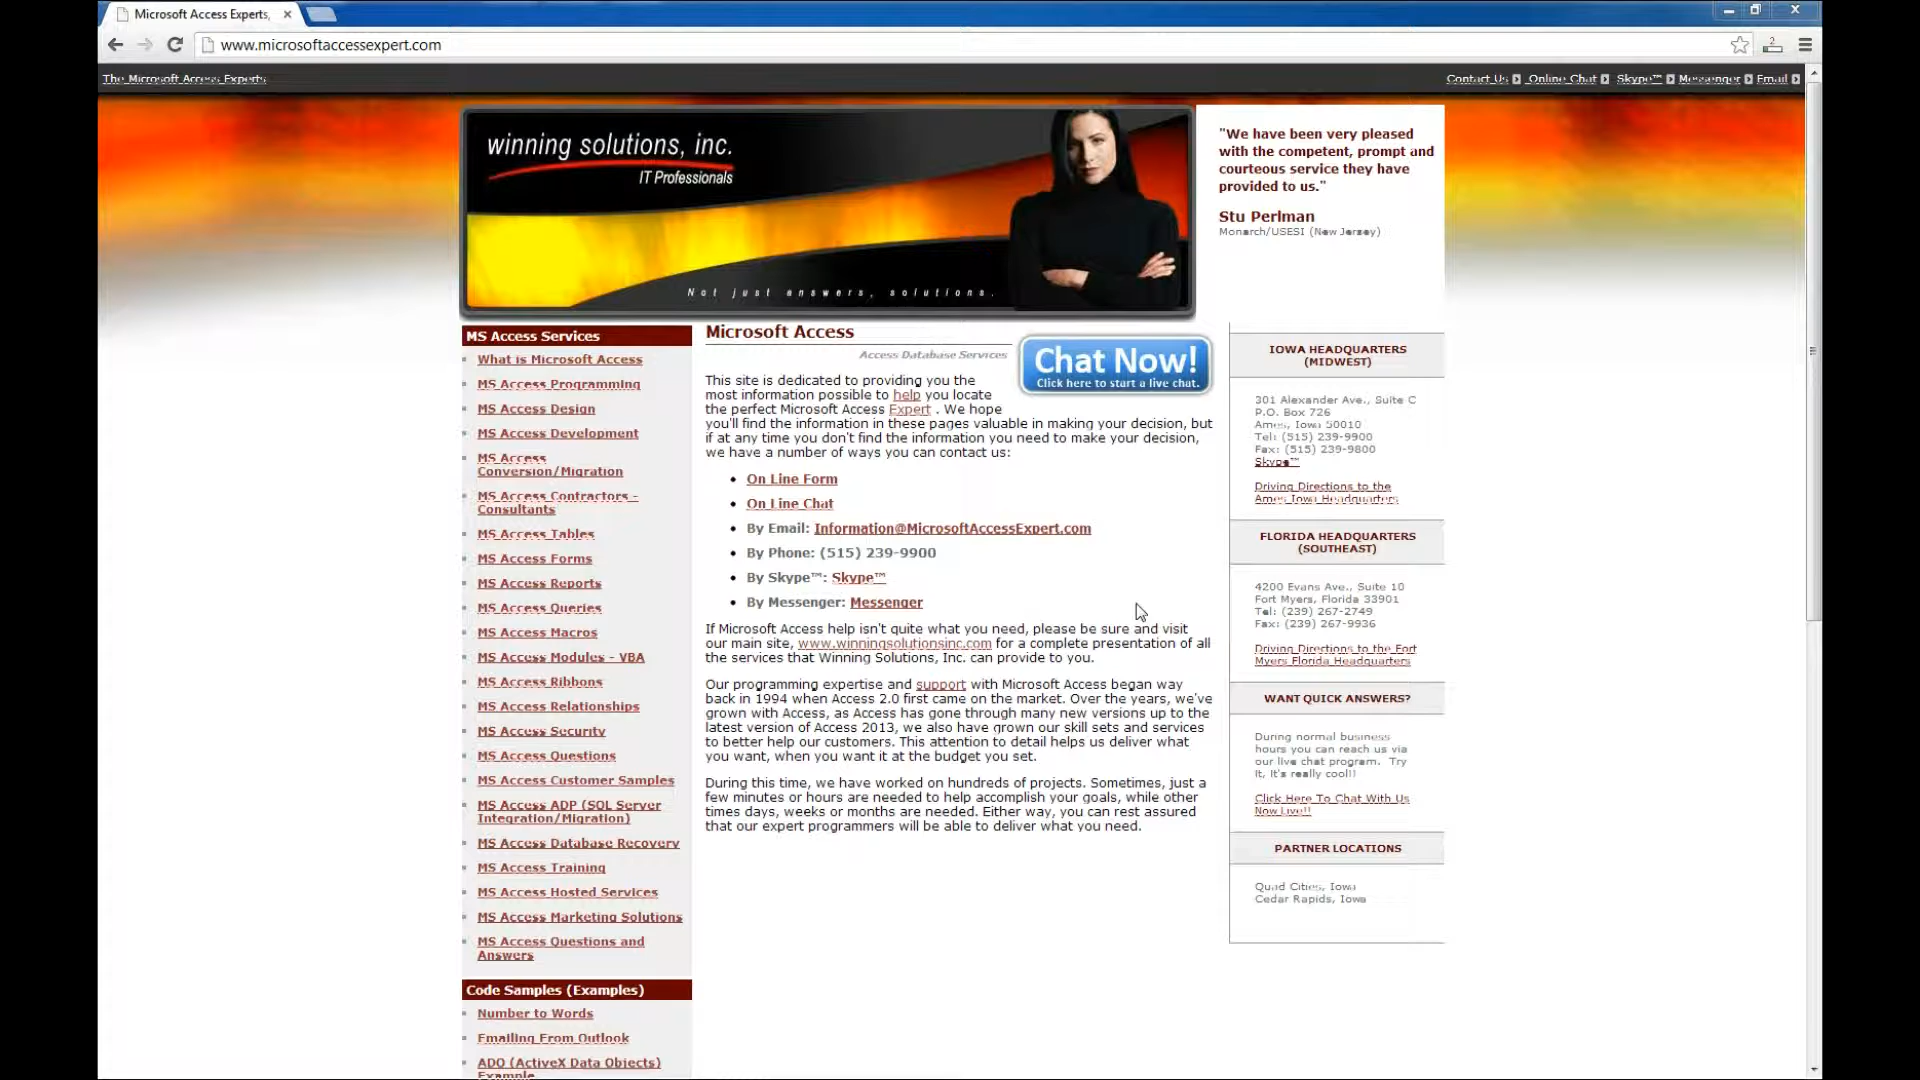 Microsoft Access Experts,
www.microsoftaccessexpert.com
2
The Microsoft Access Experts
Contact Us Online Chat Skype™ Messenger Email
winning solutions, inc.
IT Professionals
Not just answers, solutions.
"We have been very pleased
with the competent, prompt and
courteous service they have
provided to us."
Stu Perlman
Monarch/USESI (New Jersey)
MS Access Services
What is Microsoft Access
MS Access Programming
MS Access Design
MS Access Development
MS Access
Conversion/Migration
MS Access Contractors -
Consultants
MS Access Tables
MS Access Forms
MS Access Reports
MS Access Queries
MS Access Macros
MS Access Modules - VBA
MS Access Ribbons
MS Access Relationships
MS Access Security
MS Access Questions
MS Access Customer Samples
MS Access ADP (SQL Server
Integration/Migration)
MS Access Database Recovery
MS Access Training
MS Access Hosted Services
MS Access Marketing Solutions
MS Access Questions and
Answers
Code Samples (Examples)
Number to Words
Emailing From Outlook
ADO (ActiveX Data Objects)
Example
Microsoft Access
Access Database Services
Chat Now!
Click here to start a live chat.
This site is dedicated to providing you the
most information possible to help you locate
the perfect Microsoft Access Expert . We hope
you'll find the information in these pages valuable in making your decision, but
if at any time you don't find the information you need to make your decision,
we have a number of ways you can contact us:
On Line Form
On Line Chat
By Email: Information@MicrosoftAccessExpert.com
By Phone: (515) 239-9900
By Skype™: Skype™
By Messenger: Messenger
If Microsoft Access help isn't quite what you need, please be sure and visit
our main site, www.winningsolutionsinc.com for a complete presentation of all
the services that Winning Solutions, Inc. can provide to you.
Our programming expertise and support with Microsoft Access began way
back in 1994 when Access 2.0 first came on the market. Over the years, we've
grown with Access, as Access has gone through many new versions up to the
latest version of Access 2013, we also have grown our skill sets and services
to better help our customers. This attention to detail helps us deliver what
you want, when you want it at the budget you set.
During this time, we have worked on hundreds of projects. Sometimes, just a
few minutes or hours are needed to help accomplish your goals, while other
times days, weeks or months are needed. Either way, you can rest assured
that our expert programmers will be able to deliver what you need.
IOWA HEADQUARTERS
(MIDWEST)
301 Alexander Ave., Suite C
P.O. Box 726
Ames, Iowa 50010
Tel: (515) 239-9900
Fax: (515) 239-9800
Skype™
Driving Directions to the
Ames Iowa Headquarters
FLORIDA HEADQUARTERS
(SOUTHEAST)
4200 Evans Ave., Suite 10
Fort Myers, Florida 33901
Tel: (239) 267-2749
Fax: (239) 267-9936
Driving Directions to the Fort
Myers Florida Headquarters
WANT QUICK ANSWERS?
During normal business
hours you can reach us via
our live chat program. Try
it, it's really cool!!
Click Here To Chat With Us
Now Live!!
PARTNER LOCATIONS
Quad Cities, Iowa
Cedar Rapids, Iowa